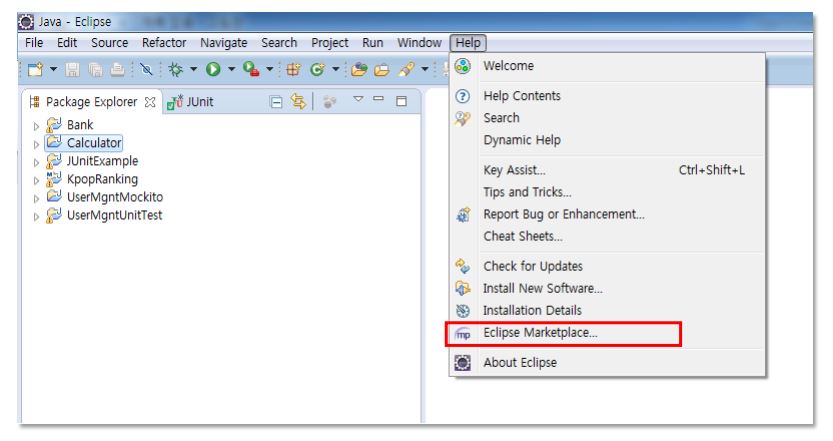 Java - Eclipse
File Edit Source Refactor Navigate Search Project Run Window Help
Package Explorer JUnit
Bank
Calculator
JUnitExample
KpopRanking
UserMgntMockito
UserMgntUnitTest
Welcome
Help Contents
Search
Dynamic Help
Key Assist... Ctrl+Shift+L
Tips and Tricks...
Report Bug or Enhancement...
Cheat Sheets...
Check for Updates
Install New Software...
Installation Details
Eclipse Marketplace...
About Eclipse